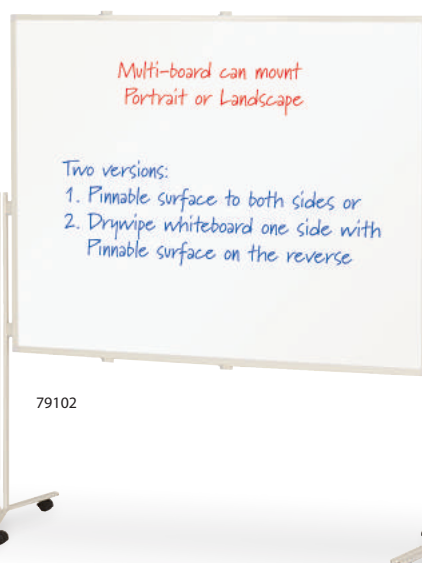 Multi-board can mount
Portrait or Landscape
Two versions:
1. Pinnable surface to both sides or
2. Drywipe whiteboard one side with
Pinnable surface on the reverse
79102